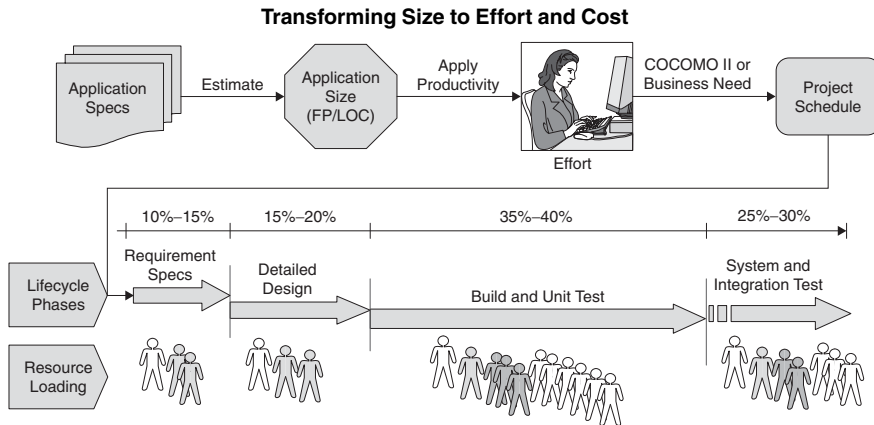 Transforming Size to Effort and Cost
Application
Specs
Estimate
Application
Size
(FP/LOC)
Apply
Productivity
Effort
COCOMO II or
Business Need
Project
Schedule
10%–15%
15%–20%
35%–40%
25%–30%
Lifecycle
Phases
Requirement
Specs
Detailed
Design
Build and Unit Test
System and
Integration Test
Resource
Loading